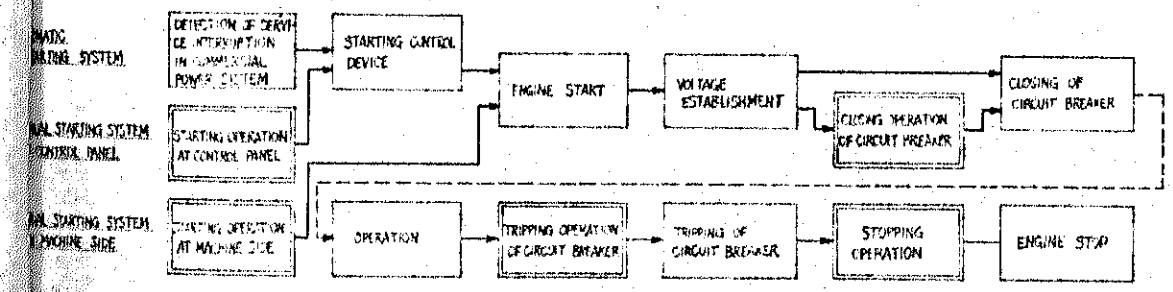 MATIC
SYSTEM
DETECTION OF SERVI
CE INTERRUPTION
IN COMMERCIAL
POWER SYSTEM
STARTING CONTROL
DEVICE
ENGINE START
VOLTAGE
ESTABLISHMENT
CLOSING OF
CIRCUIT BREAKER
CLOSING OPERATION
OF CIRCUIT BREAKER
UAL STARTING SYSTEM
CONTROL PANEL
STARTING OPERATION
AT CONTROL PANEL
UAL STARTING SYSTEM
MACHINE SIDE
STARTING OPERATION
AT MACHINE SIDE
OPERATION
TRIPPING OPERATION
OF CIRCUIT BREAKER
TRIPPING OF
CIRCUIT BREAKER
STOPPING
OPERATION
ENGINE STOP